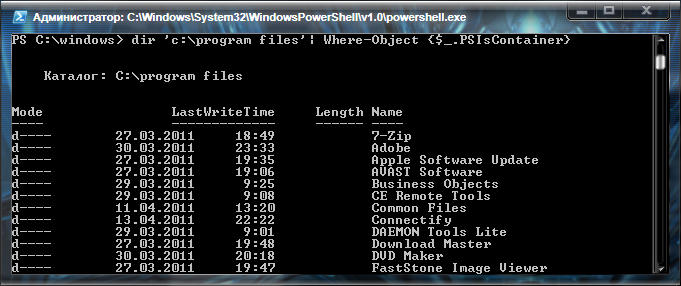 Администратор: C:\Windows\System32\WindowsPowerShell\v1.0\powershell.exe
PS C:\windows> dir 'c:\program files'| Where-Object {$_.PSIsContainer}
Каталог: C:\program files
Mode LastWriteTime Length Name
---- ------------- ------ ----
d---- 27.03.2011 18:49 7-Zip
d---- 30.03.2011 23:33 Adobe
d---- 27.03.2011 19:35 Apple Software Update
d---- 27.03.2011 19:06 AVAST Software
d---- 29.03.2011 9:25 Business Objects
d---- 29.03.2011 9:08 CE Remote Tools
d---- 11.04.2011 13:20 Common Files
d---- 13.04.2011 22:22 Connectify
d---- 29.03.2011 9:01 DAEMON Tools Lite
d---- 27.03.2011 19:48 Download Master
d---- 30.03.2011 20:18 DVD Maker
d---- 27.03.2011 19:47 FastStone Image Viewer